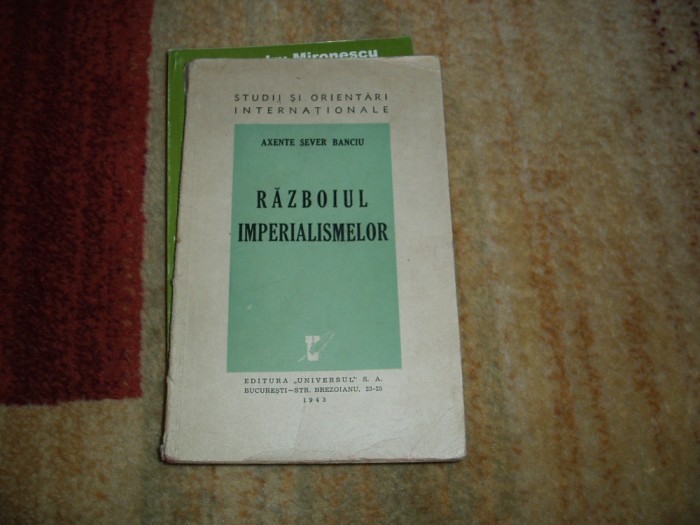 Mironescu
STUDII ȘI ORIENTĂRI
INTERNAȚIONALE
AXENTE SEVER BANCIU
RĂZBOIUL
IMPERIALISMELOR
EDITURA „UNIVERSUL" S. A.
BUCUREȘTI—STR. BREZOIANU, 23-25
1943